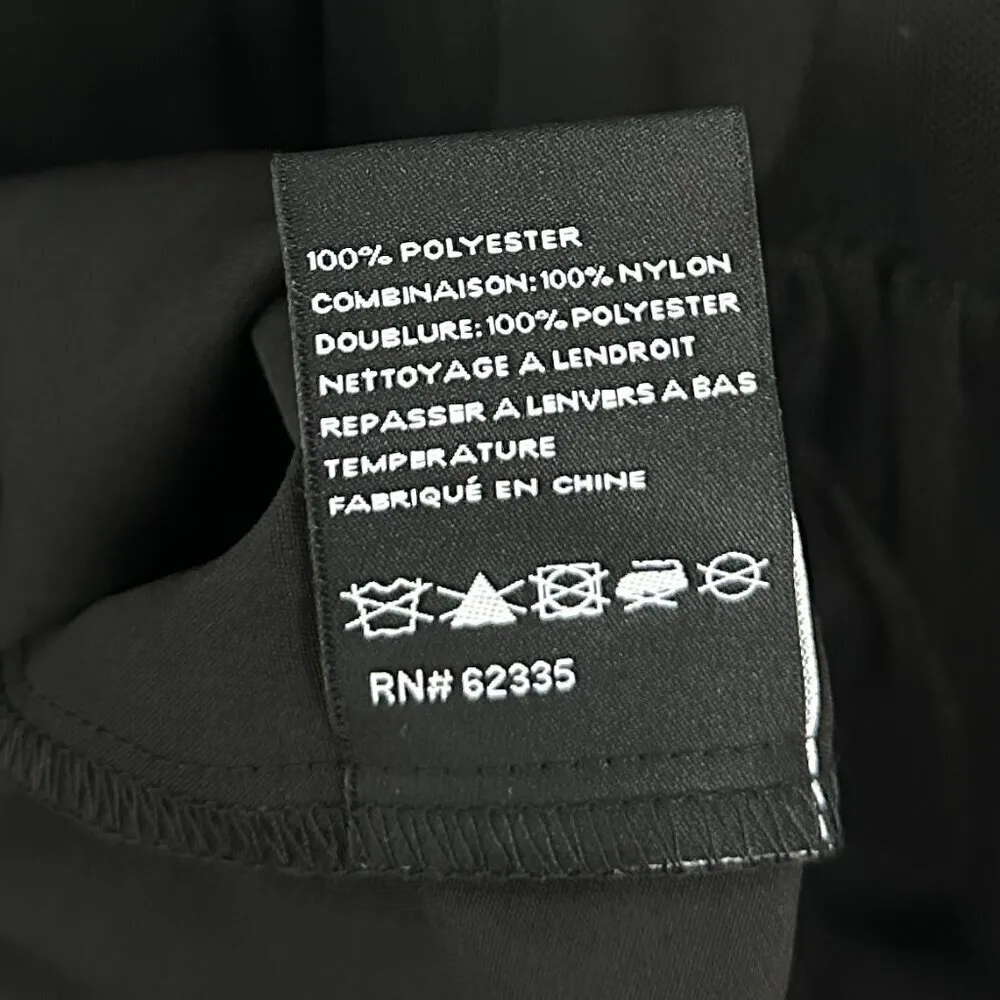 100% POLYESTER
COMBINAISON: 100% NYLON
DOUBLURE: 100% POLYESTER
NETTOYAGE A LENDROIT
REPASSER A LENVERS A BAS
TEMPERATURE
FABRIQUÉ EN CHINE
RN# 62335